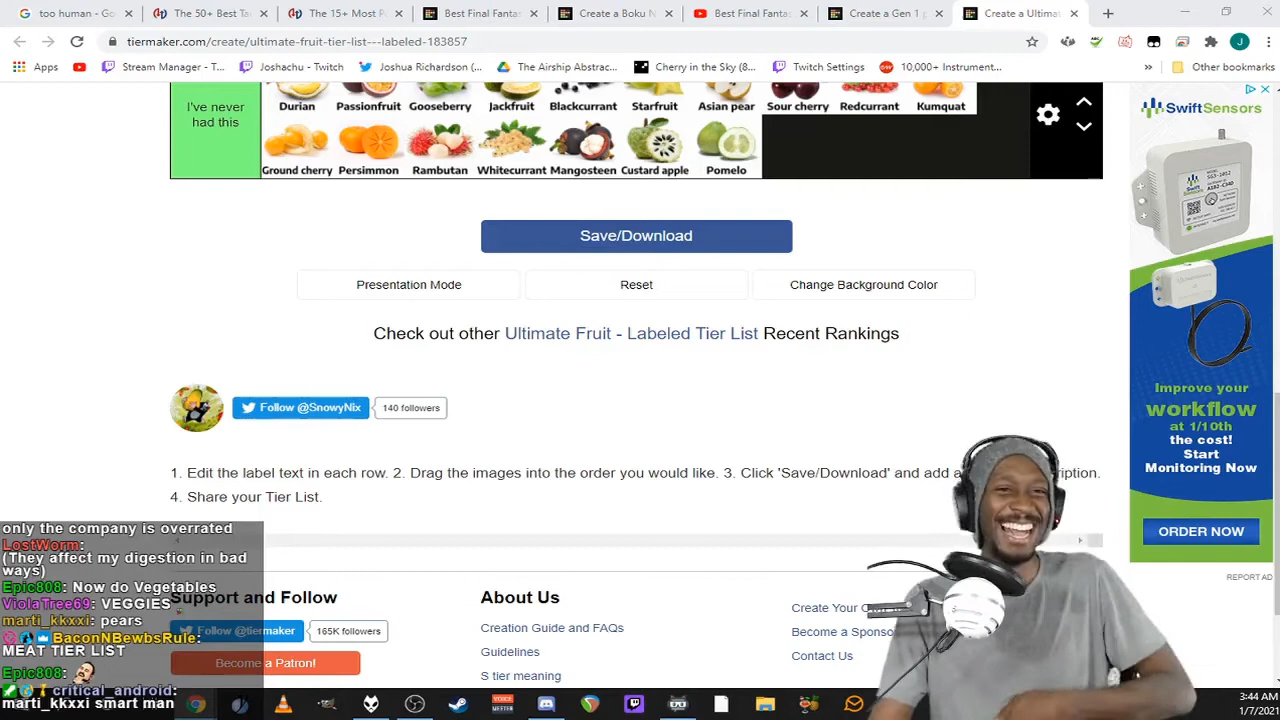 too human - Go
The 50+ Best Ta
The 15+ Most P
Best Final Fantas
Create a Boku N
Best Final Fantas
Create a Gen 1 p
Create a Ultima
tiermaker.com/create/ultimate-fruit-tier-list---labeled-183857
Apps
Stream Manager - T...
Joshachu - Twitch
Joshua Richardson (...
The Airship Abstrac...
Cherry in the Sky (8...
Twitch Settings
10,000+ Instrument...
»
Other bookmarks
I've never
had this
Durian Passionfruit Gooseberry Jackfruit Blackcurrant Starfruit Asian pear Sour cherry Redcurrant Kumquat
Ground cherry Persimmon Rambutan Whitecurrant Mangosteen Custard apple Pomelo
Save/Download
Presentation Mode
Reset
Change Background Color
Check out other Ultimate Fruit - Labeled Tier List Recent Rankings
Follow @SnowyNix
140 followers
1. Edit the label text in each row. 2. Drag the images into the order you would like. 3. Click 'Save/Download' and add a
4. Share your Tier List.
only the company is overrated
LostWorm:
(They affect my digestion in bad
ways)
Epic808: Now do Vegetables
ViolaTree69: VEGGIES
marti_kkxxi: pears
BaconNBewbsRule:
MEAT TIER LIST
Epic808:
critical_android:
marti_kkxxi smart man
Support and Follow
Follow @tiermaker
165K followers
Become a Patron!
About Us
Creation Guide and FAQs
Guidelines
S tier meaning
Create Your
Become a Sponso
Contact Us
SwiftSensors
Improve your
workflow
at 1/10th
the cost!
Start
Monitoring Now
ORDER NOW
REPORT AD
3:44 AM
1/7/2021